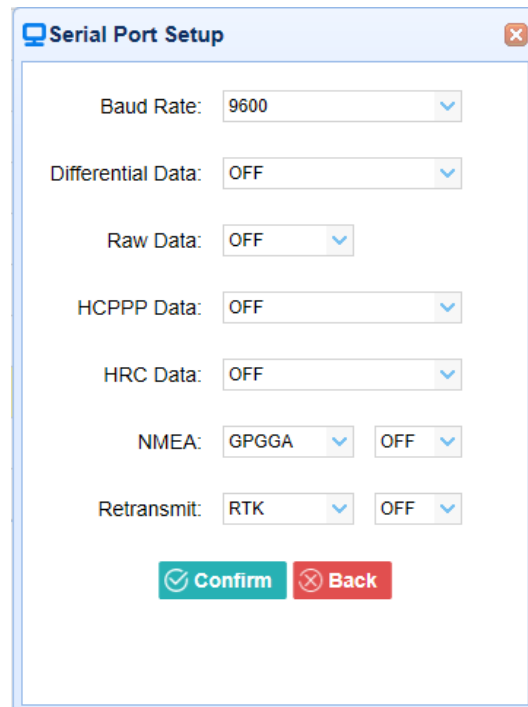 Serial Port Setup
Baud Rate: 9600
Differential Data: OFF
Raw Data: OFF
HCPPP Data: OFF
HRC Data: OFF
NMEA: GPGGA OFF
Retransmit: RTK OFF
Confirm Back